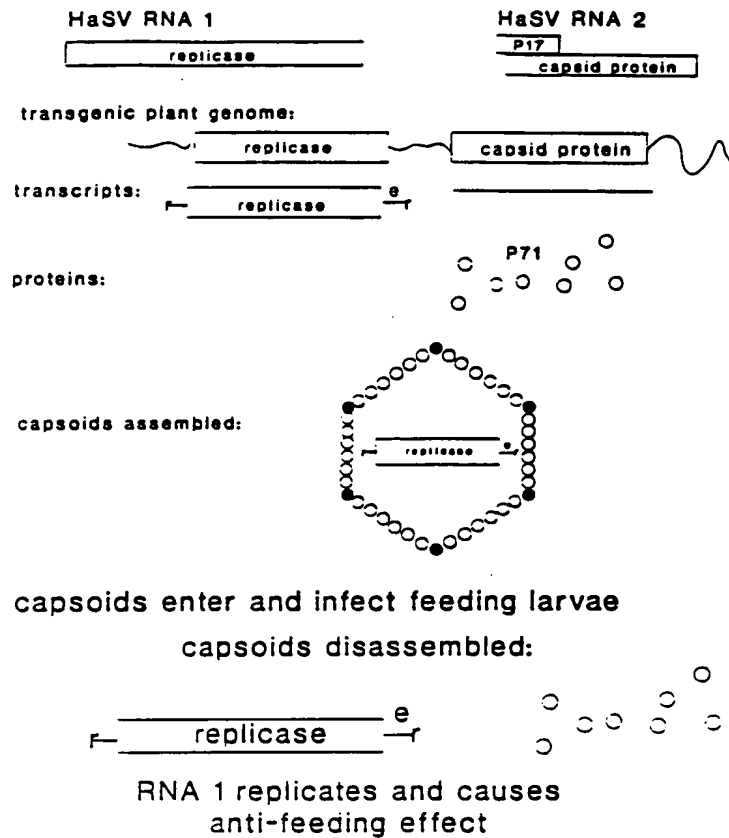 HaSV RNA 1
HaSV RNA 2
replicase
P17
capsid protein
transgenic plant genome:
replicase
capsid protein
transcripts:
replicase
e
P71
proteins:
capsoids assembled:
replicase
e
capsoids enter and infect feeding larvae
capsoids disassembled:
replicase
e
RNA 1 replicates and causes
anti-feeding effect